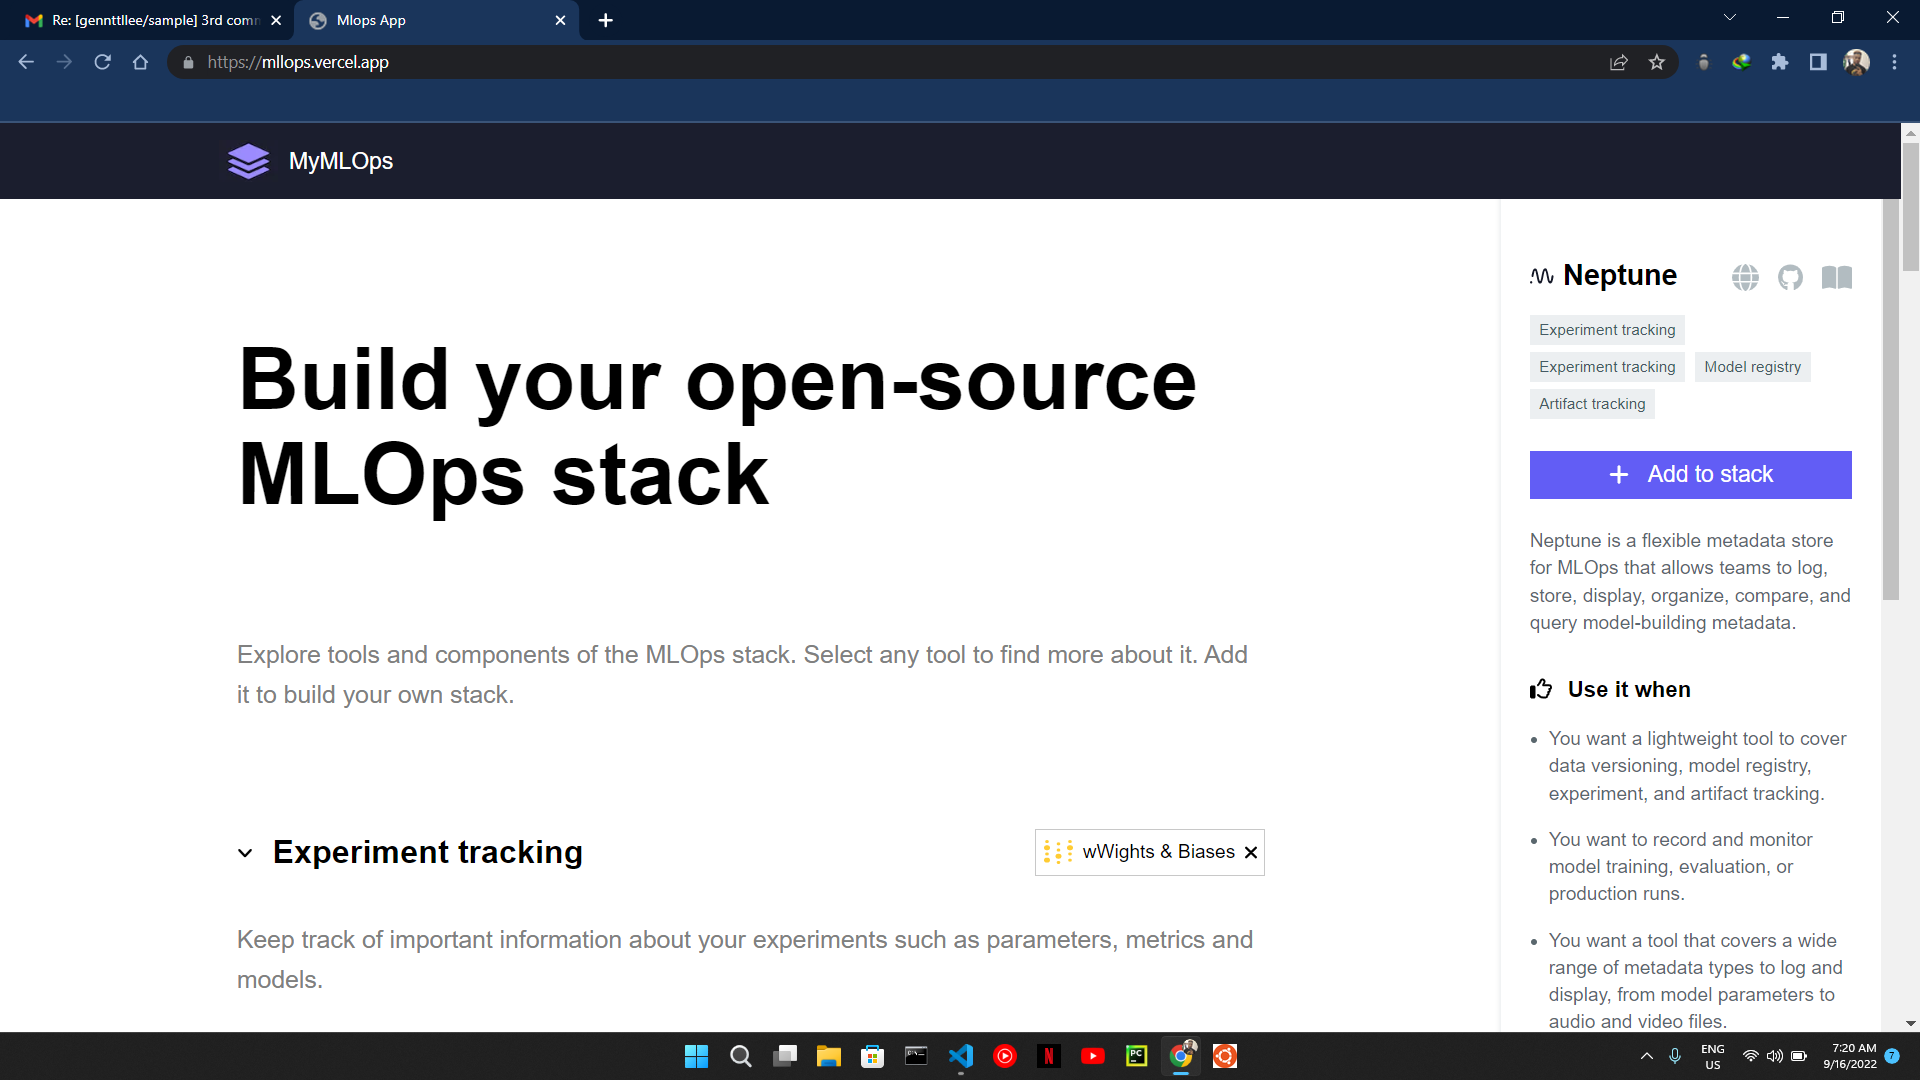 Re: [gennttllee/sample] 3rd com
Mlops App
https://mllops.vercel.app
MyMLOps
Build your open-source
MLOps stack
Explore tools and components of the MLOps stack. Select any tool to find more about it. Add
it to build your own stack.
Experiment tracking
wWights & Biases
Keep track of important information about your experiments such as parameters, metrics and
models.
Neptune
Experiment tracking
Experiment tracking
Model registry
Artifact tracking
Add to stack
Neptune is a flexible metadata store
for MLOps that allows teams to log,
store, display, organize, compare, and
query model-building metadata.
Use it when
You want a lightweight tool to cover
data versioning, model registry,
experiment, and artifact tracking.
You want to record and monitor
model training, evaluation, or
production runs.
You want a tool that covers a wide
range of metadata types to log and
display, from model parameters to
audio and video files.
ENG
US
7:20 AM
9/16/2022
7